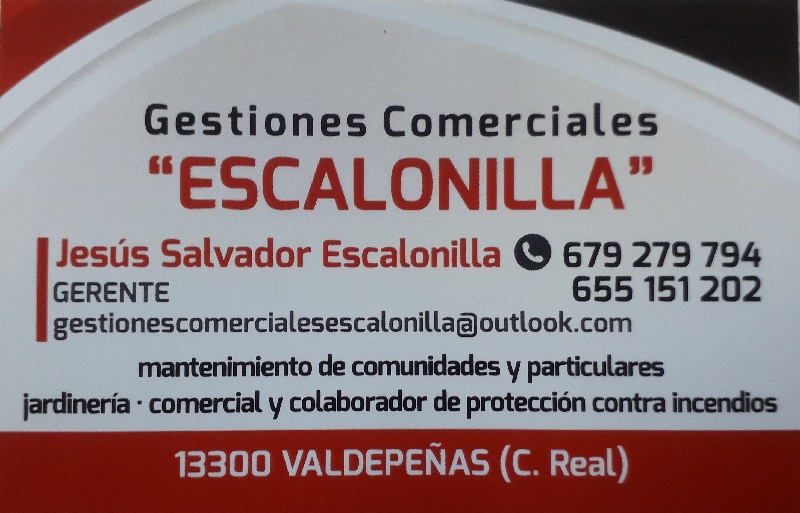 Gestiones Comerciales
“ESCALONILLA”
Jesús Salvador Escalonilla 679 279 794
GERENTE 655 151 202
gestionescomercialesescalonilla@outlook.com
mantenimiento de comunidades y particulares
jardinería · comercial y colaborador de protección contra incendios
13300 VALDEPEÑAS (C. Real)